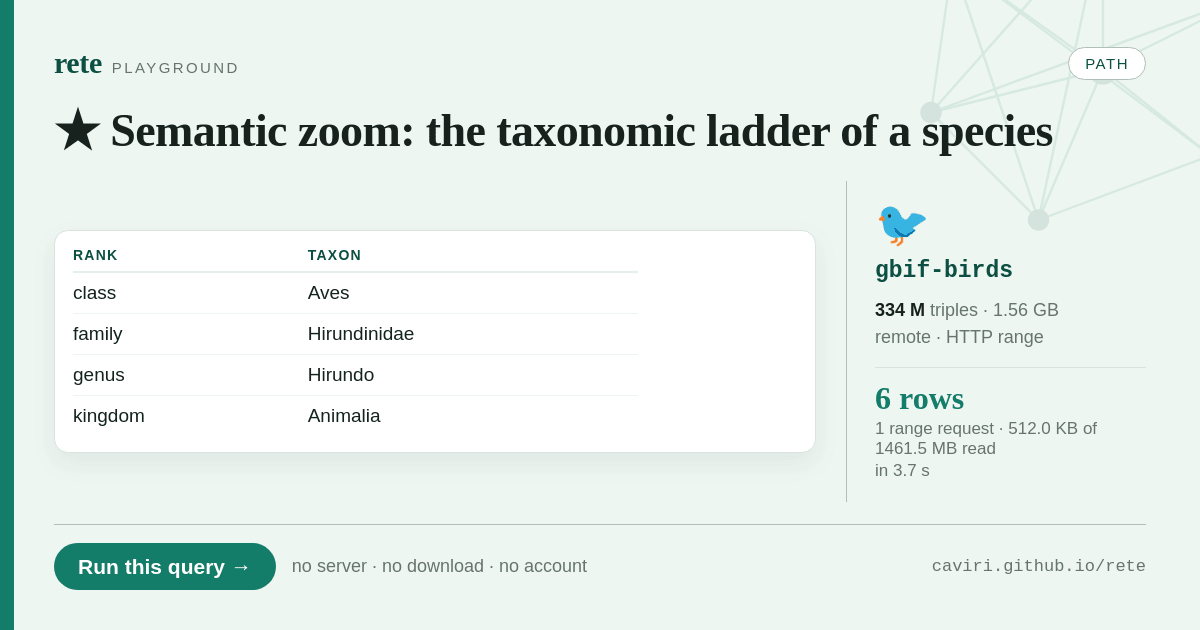 rete PLAYGROUND
PATH
★ Semantic zoom: the taxonomic ladder of a species
RANK TAXON
class Aves
family Hirundinidae
genus Hirundo
kingdom Animalia
gbif-birds
334 M triples · 1.56 GB
remote · HTTP range
6 rows
1 range request · 512.0 KB of
1461.5 MB read
in 3.7 s
Run this query →
no server · no download · no account
caviri.github.io/rete